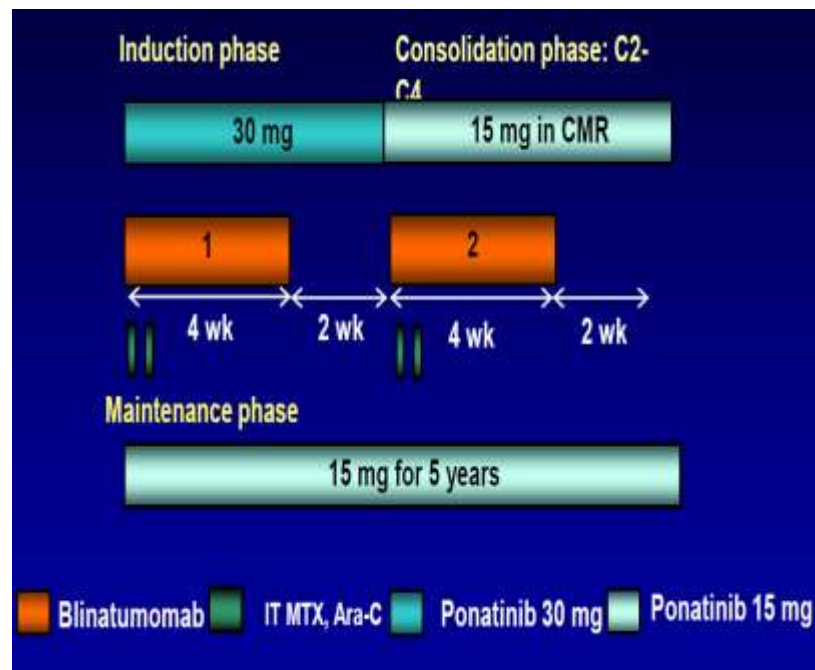 Induction phase
Consolidation phase: C2-
C4
30 mg
15 mg in CMR
1
2
4 wk
2 wk
4 wk
2 wk
Maintenance phase
15 mg for 5 years
Blinatumomab
IT MTX, Ara-C
Ponatinib 30 mg
Ponatinib 15 mg